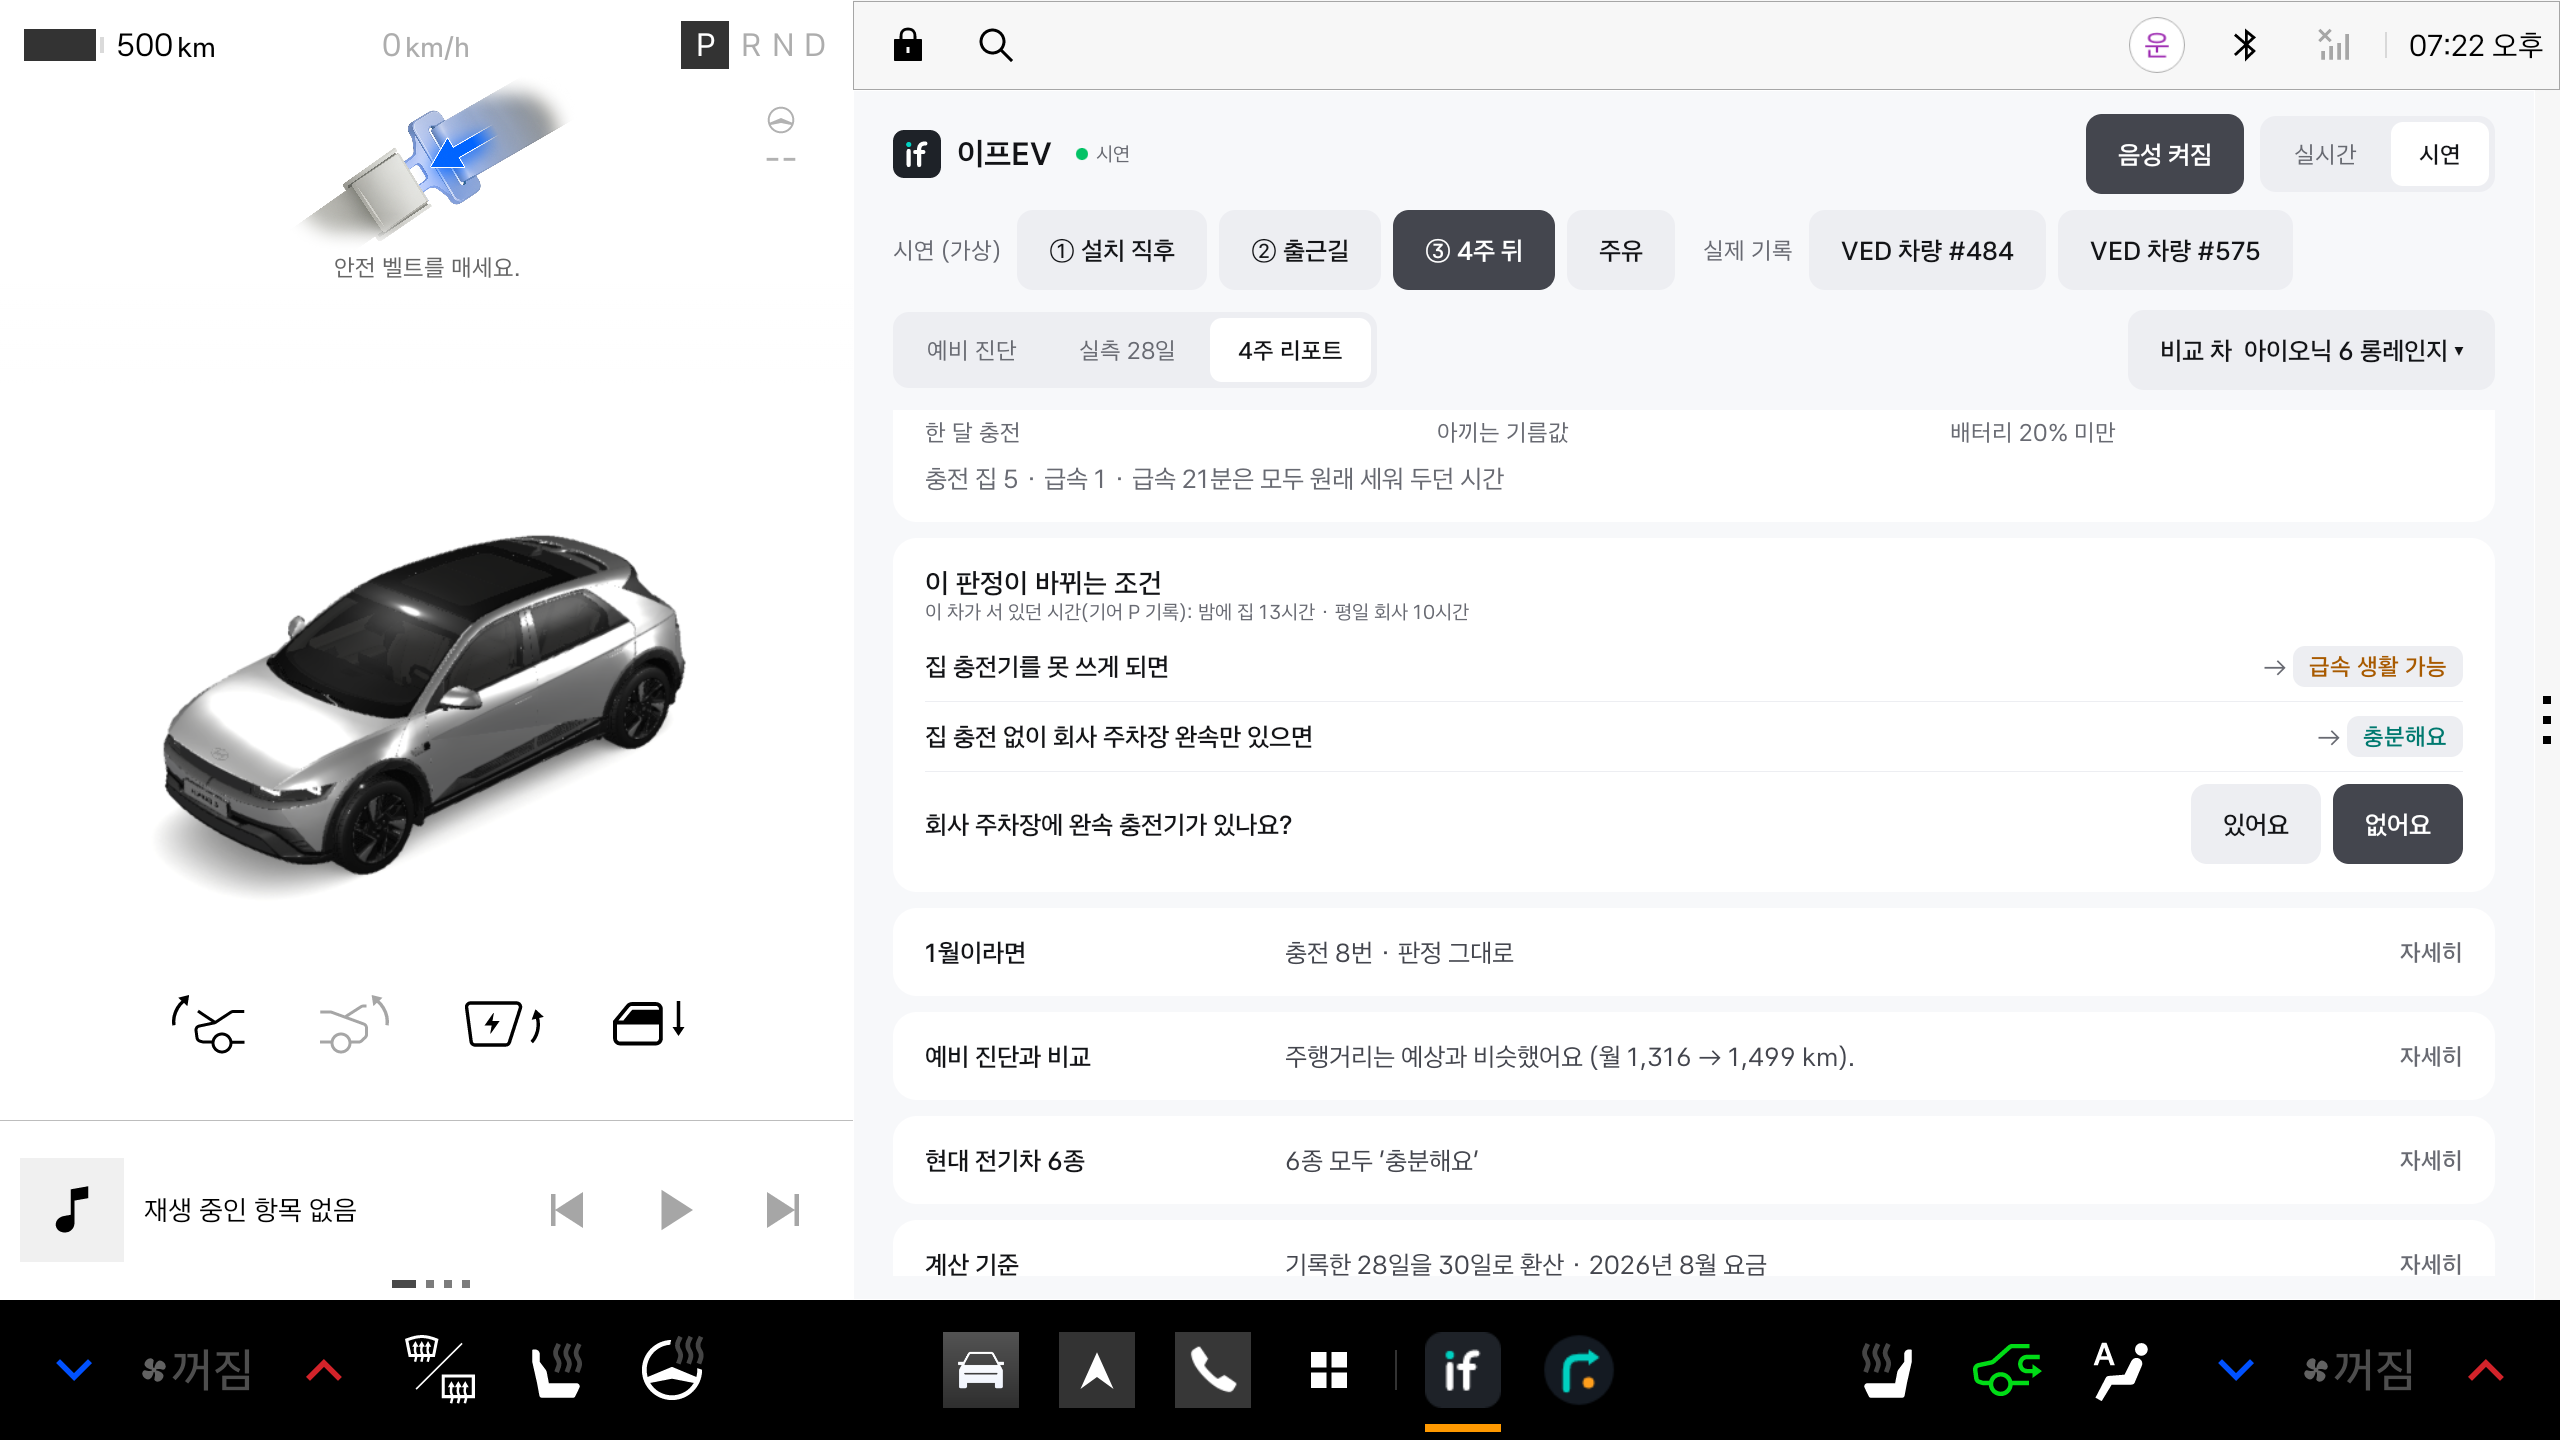 500 km
0 km/h
P R N D
안전 벨트를 매세요.
--
운
07:22 오후
if 이프EV 시연
음성 켜짐
실시간 시연
시연 (가상) ① 설치 직후 ② 출근길 ③ 4주 뒤 주유 실제 기록 VED 차량 #484 VED 차량 #575
예비 진단 실측 28일 4주 리포트
비교 차 아이오닉 6 롱레인지 ▾
한 달 충전 아끼는 기름값 배터리 20% 미만
충전 집 5 · 급속 1 · 급속 21분은 모두 원래 세워 두던 시간
이 판정이 바뀌는 조건
이 차가 서 있던 시간(기어 P 기록): 밤에 집 13시간 · 평일 회사 10시간
집 충전기를 못 쓰게 되면 → 급속 생활 가능
집 충전 없이 회사 주차장 완속만 있으면 → 충분해요
회사 주차장에 완속 충전기가 있나요? 있어요 없어요
1월이라면 충전 8번 · 판정 그대로 자세히
예비 진단과 비교 주행거리는 예상과 비슷했어요 (월 1,316 → 1,499 km). 자세히
현대 전기차 6종 6종 모두 '충분해요' 자세히
계산 기준 기록한 28일을 30일로 환산 · 2026년 8월 요금 자세히
재생 중인 항목 없음
꺼짐
if
A
꺼짐